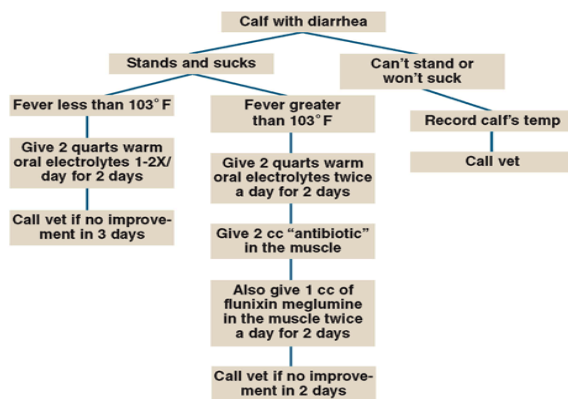 Calf with diarrhea
Stands and sucks
Can't stand or
won't suck
Fever less than 103°F
Fever greater
than 103°F
Record calf's temp
Give 2 quarts warm
oral electrolytes 1-2X/
day for 2 days
Give 2 quarts warm
oral electrolytes twice
a day for 2 days
Call vet
Call vet if no improve-
ment in 3 days
Give 2 cc “antibiotic”
in the muscle
Also give 1 cc of
flunixin meglumine
in the muscle twice
a day for 2 days
Call vet if no improve-
ment in 2 days